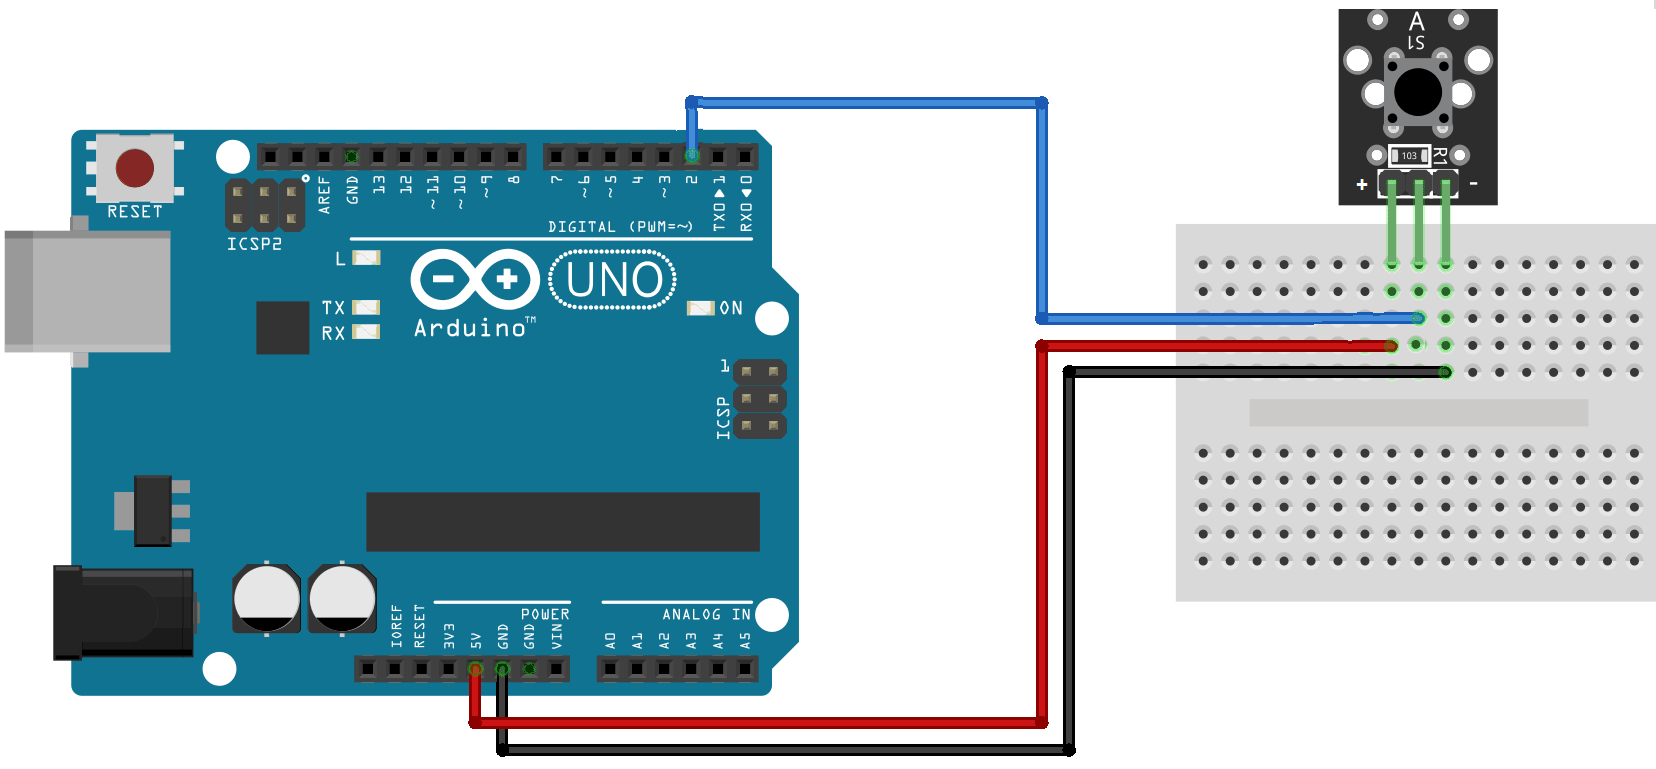 A
S1
103
R1
+ -
RESET
ICSP2
AREF
GND
13
12
~11
~10
~9
8
7
~6
~5
4
~3
2
TX0▶1
RX0◀0
DIGITAL (PWM=~)
L
TX
RX
UNO
Arduino™
ON
1
ICSP
IOREF
RESET
3V3
5V
GND
GND
VIN
POWER
ANALOG IN
A0
A1
A2
A3
A4
A5